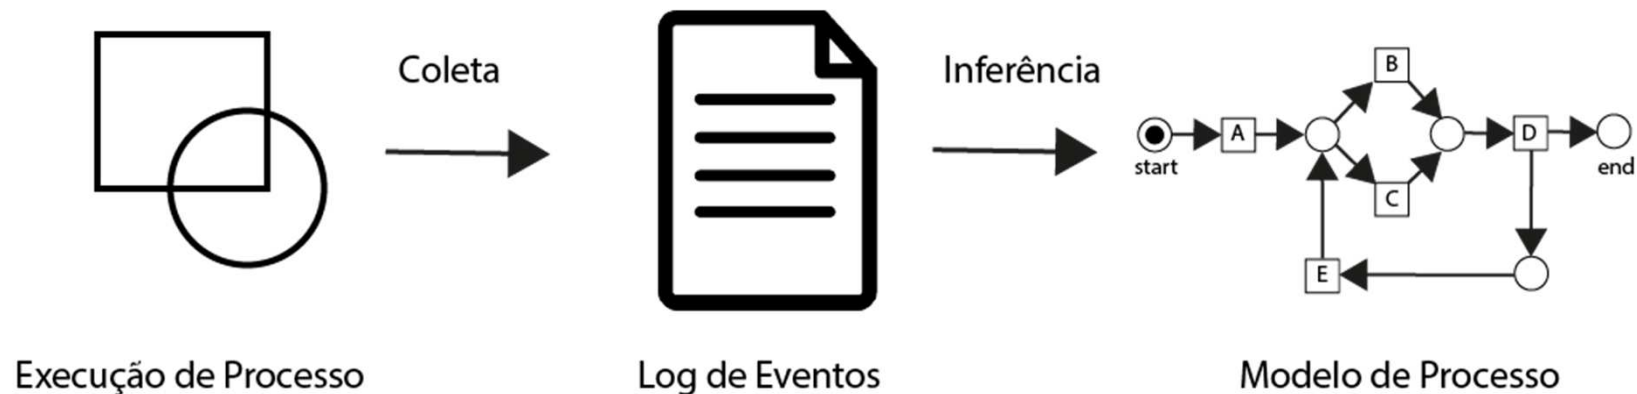 Coleta
Inferência
B
A
D
start
end
C
E
Execução de Processo
Log de Eventos
Modelo de Processo